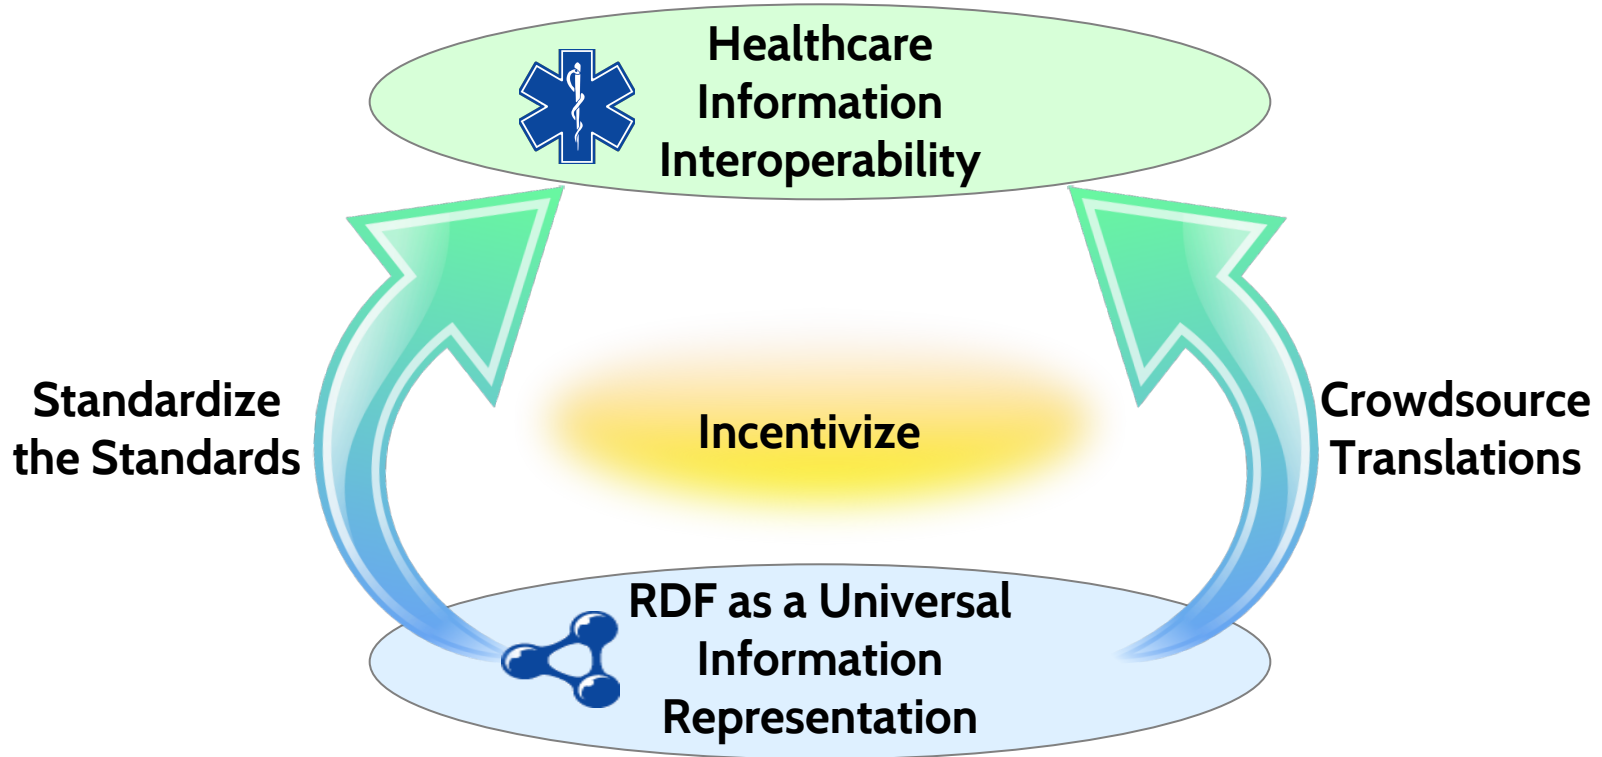 Healthcare
Information
Interoperability
Standardize
the Standards
Incentivize
Crowdsource
Translations
RDF as a Universal
Information
Representation